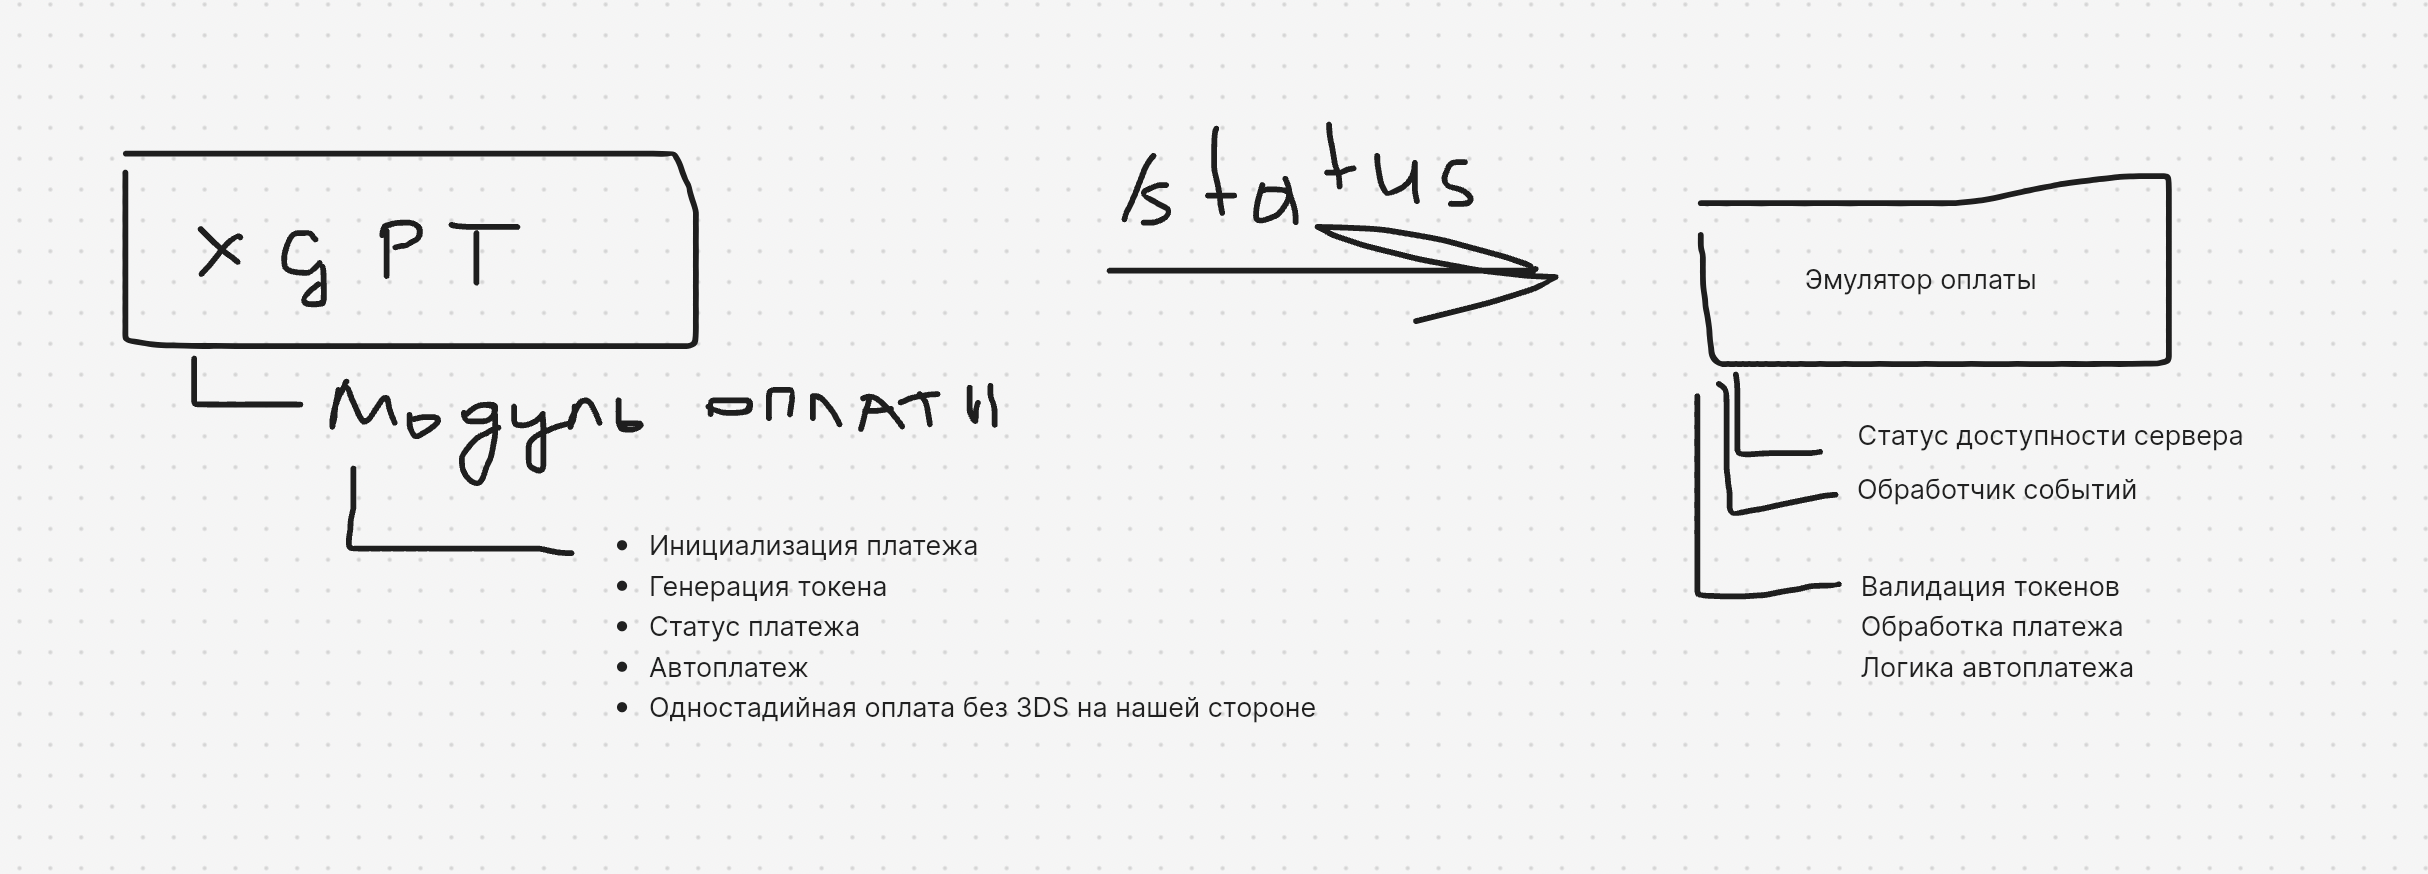 /status
XGPT
Эмулятор оплаты
Модуль оплаты
Статус доступности сервера
Обработчик событий
Инициализация платежа
Генерация токена
Статус платежа
Автоплатеж
Одностадийная оплата без 3DS на нашей стороне
Валидация токенов
Обработка платежа
Логика автоплатежа